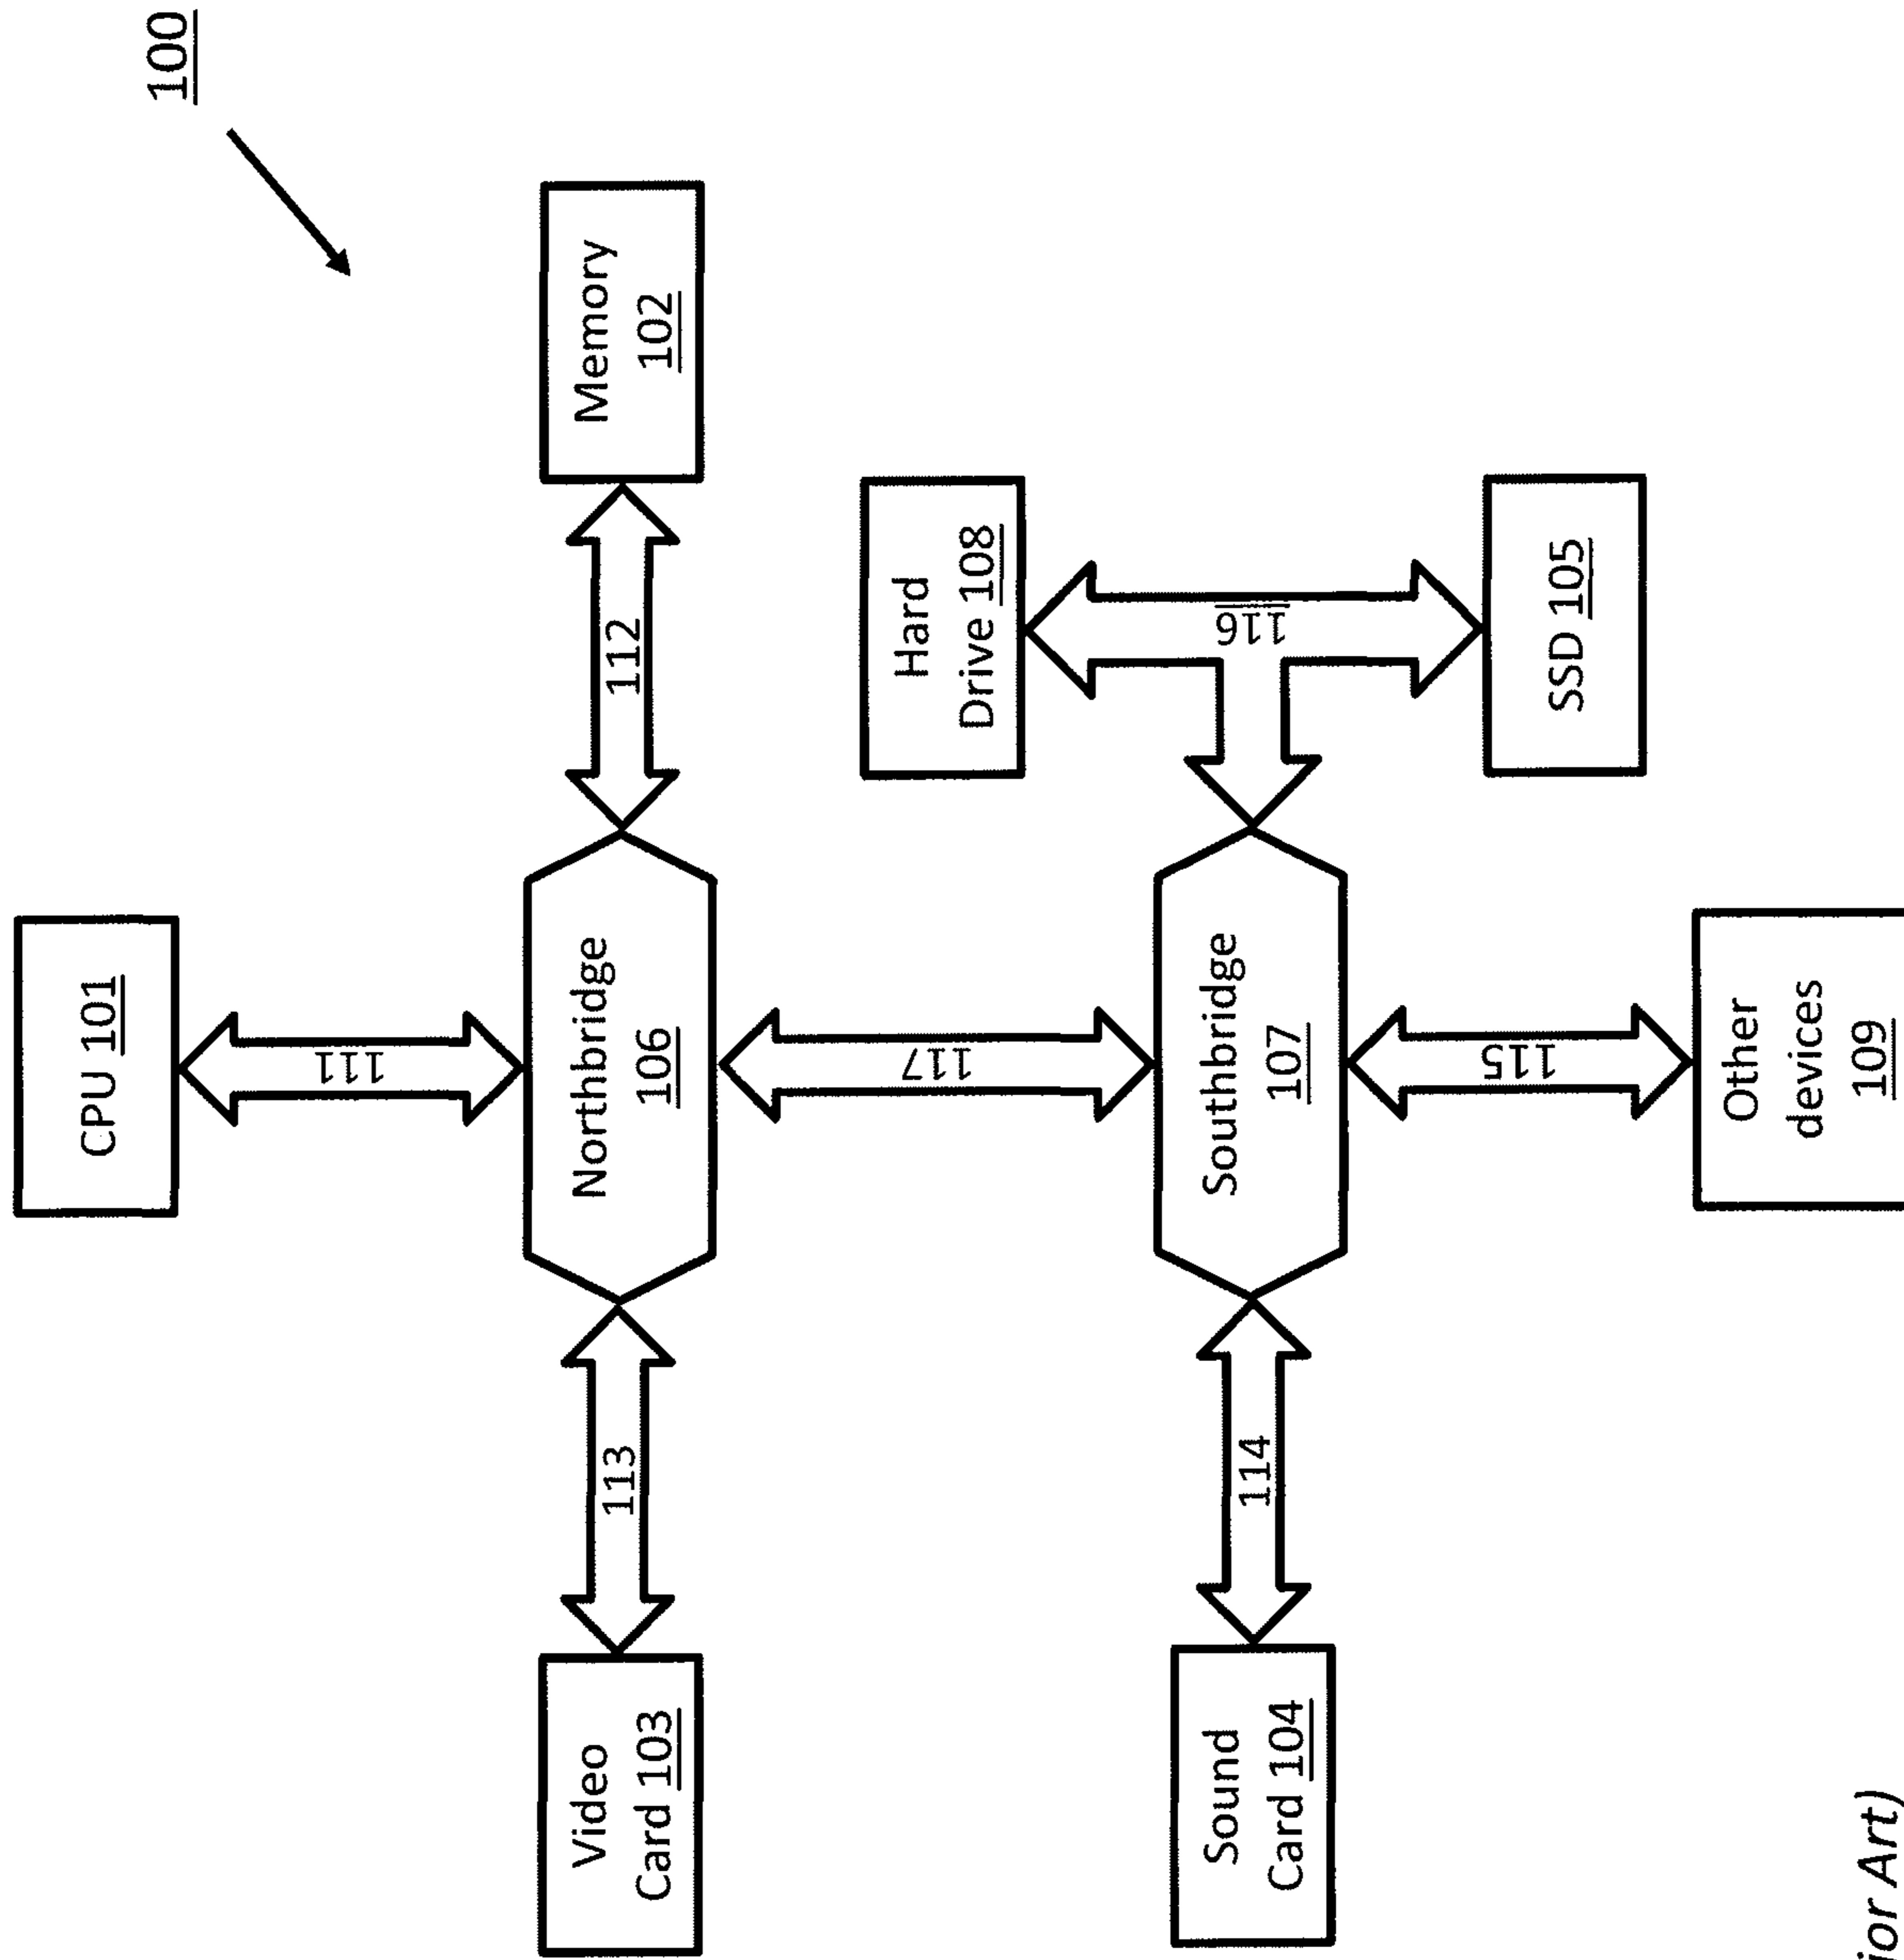 100
CPU 101
111
Video
Card 103
113
Northbridge
106
112
Memory
102
117
Hard
Drive 108
Sound
Card 104
114
Southbridge
107
116
SSD 105
115
Other
devices
109
ior Art)